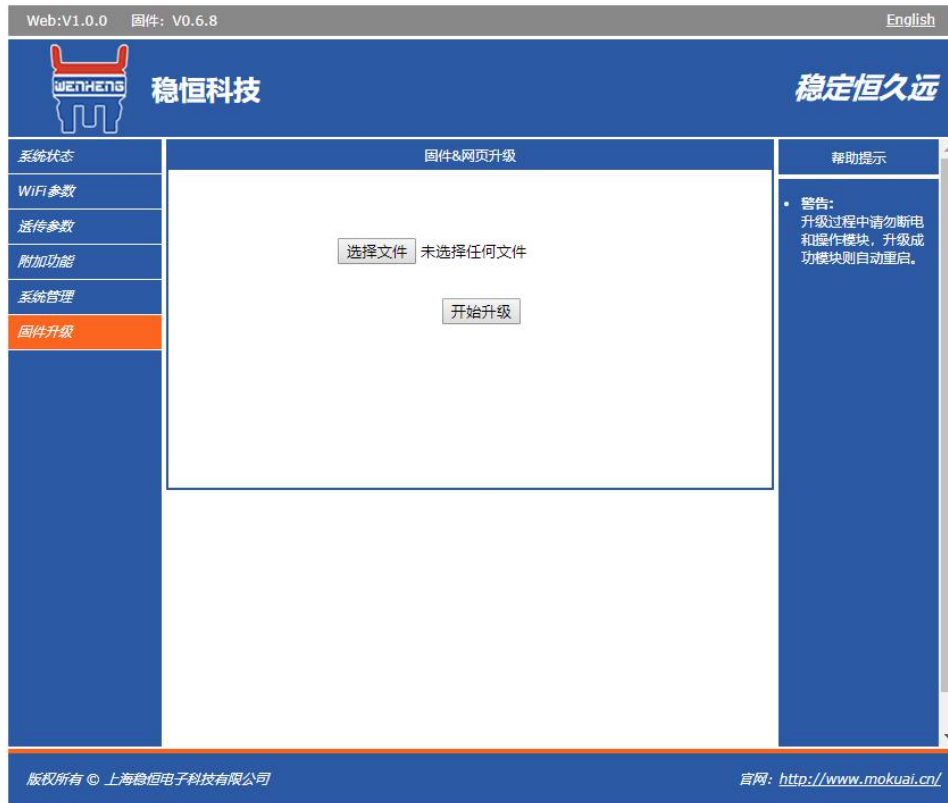 Web:V1.0.0 固件: V0.6.8 English
WENHENG
稳恒科技
稳定恒久远
系统状态
WiFi参数
透传参数
附加功能
系统管理
固件升级
固件&网页升级
选择文件 未选择任何文件
开始升级
帮助提示
• 警告:
升级过程中请勿断电
和操作模块，升级成
功模块则自动重启。
版权所有 © 上海稳恒电子科技有限公司
官网: http://www.mokuai.cn/